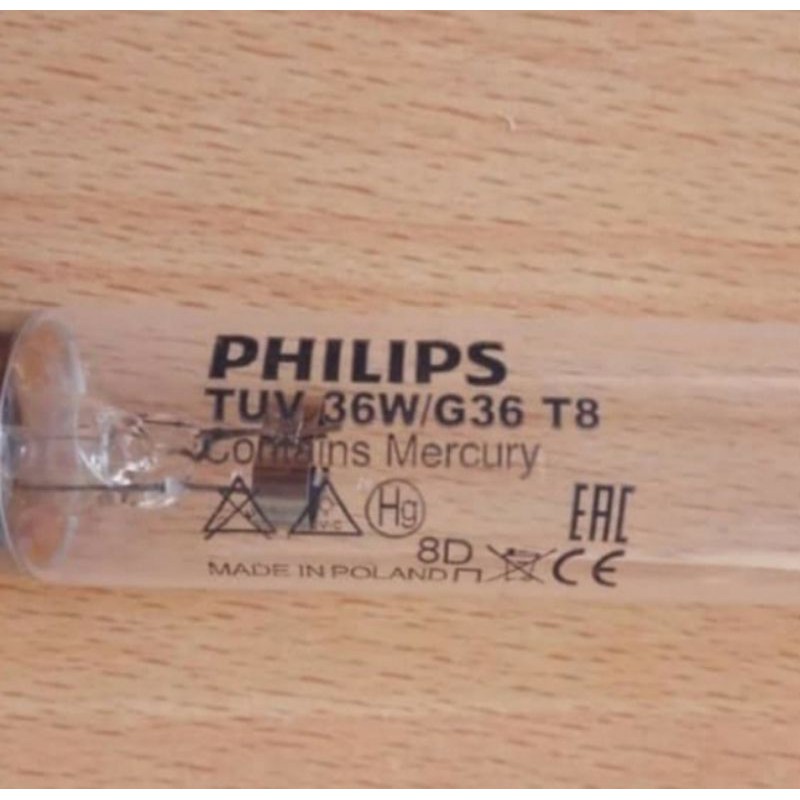 PHILIPS
TUV 36W/G36 T8
Contains Mercury
Hg
EAC
8D
MADE IN POLAND CE